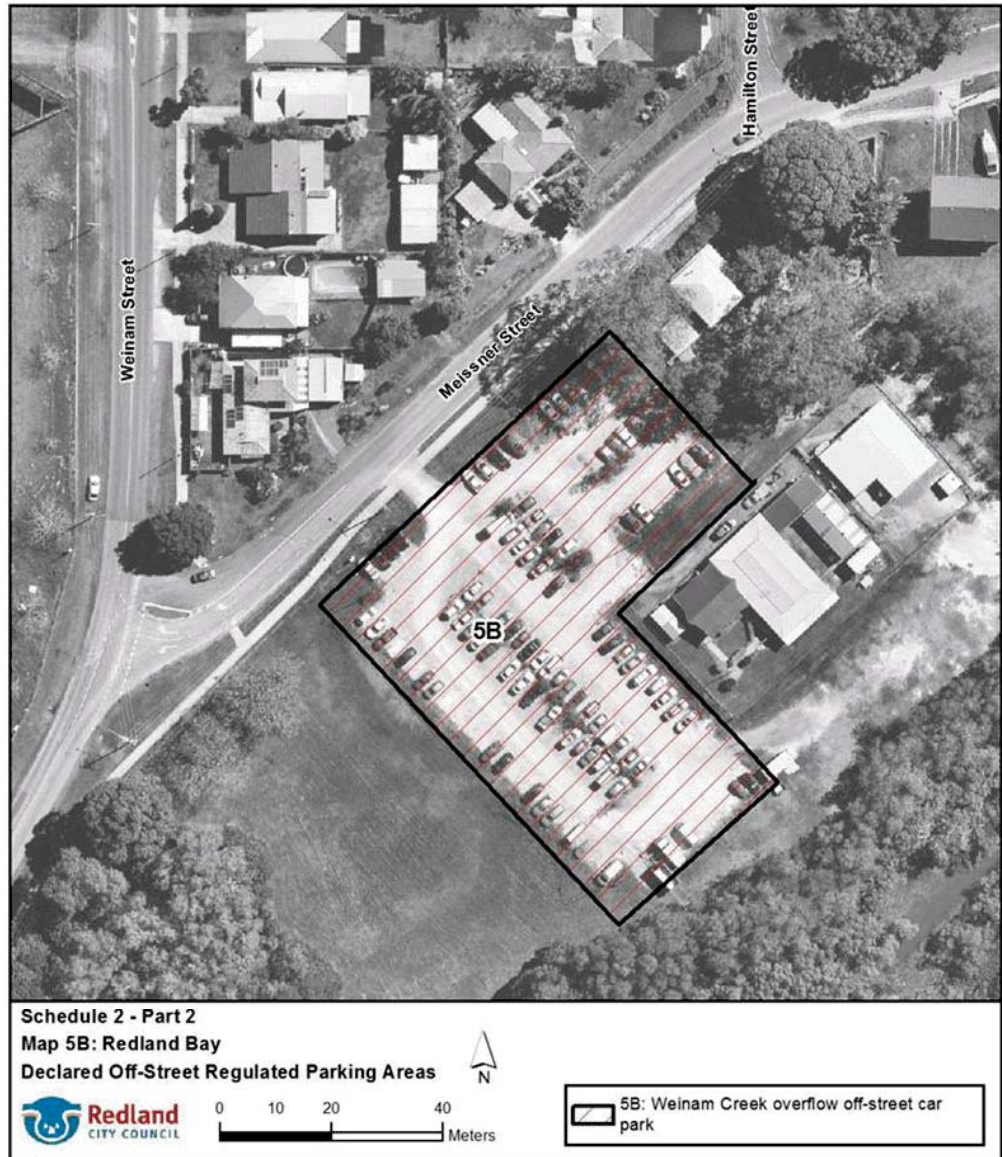 Hamilton Street
Weinam Street
Meissner Street
5B
Schedule 2 - Part 2
Map 5B: Redland Bay
Declared Off-Street Regulated Parking Areas
N
Redland
CITY COUNCIL
0 10 20 40
Meters
5B: Weinam Creek overflow off-street car
park